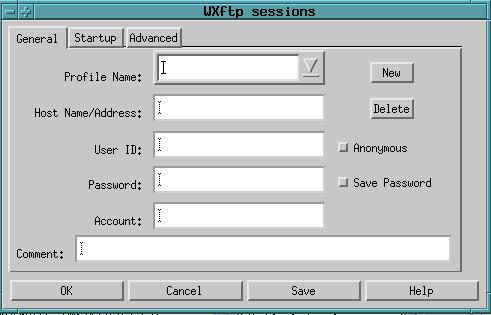 WXftp sessions
General Startup Advanced
Profile Name: New
Host Name/Address: Delete
User ID: Anonymous
Password: Save Password
Account:
Comment:
OK Cancel Save Help